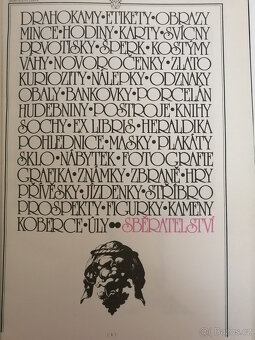 DRAHOKAMY•ETIKETY•OBRAZY
MINCE•HODINY•KARTY•SVÍCNY
PRVOTISKY•ŠPERK•KOSTÝMY
VÁHY•NOVOROČENKY•ZLATO
KURIOZITY•NÁLEPKY•ODZNAKY
OBALY•BANKOVKY•PORCELÁN
HUDEBNINY•POSTROJE•KNIHY
SOCHY•EX LIBRIS•HERALDIKA
POHLEDNICE•MASKY•PLAKÁTY
SKLO•NÁBYTEK•FOTOGRAFIE
GRAFIKA•ZNÁMKY•ZBRANĚ•HRY
PŘÍVĚSKY•JÍZDENKY•STŘÍBRO
PROSPEKTY•FIGURKY•KAMENY
KOBERCE•ÚLY••SBĚRATELSTVÍ